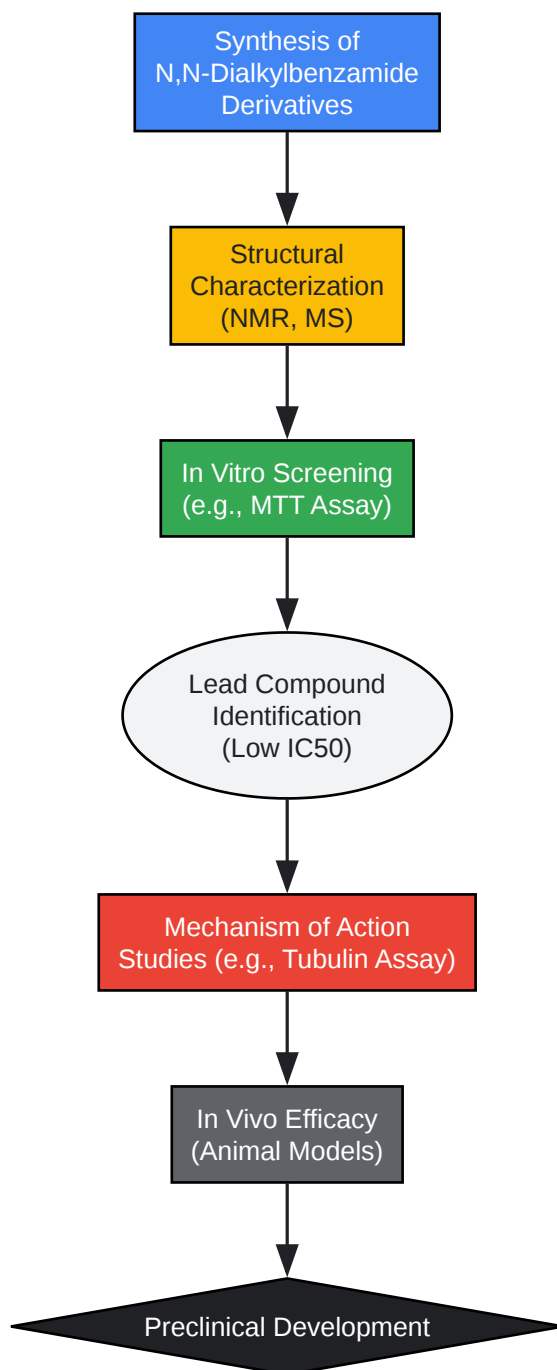 Synthesis of
N,N-Dialkylbenzamide
Derivatives
Structural
Characterization
(NMR, MS)
In Vitro Screening
(e.g., MTT Assay)
Lead Compound
Identification
(Low IC50)
Mechanism of Action
Studies (e.g., Tubulin Assay)
In Vivo Efficacy
(Animal Models)
Preclinical Development